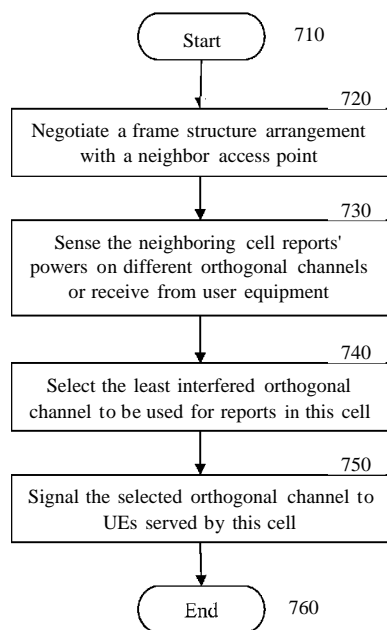 Start
710
720
Negotiate a frame structure arrangement
with a neighbor access point
730
Sense the neighboring cell reports'
powers on different orthogonal channels
or receive from user equipment
740
Select the least interfered orthogonal
channel to be used for reports in this cell
750
Signal the selected orthogonal channel to
UEs served by this cell
End
760